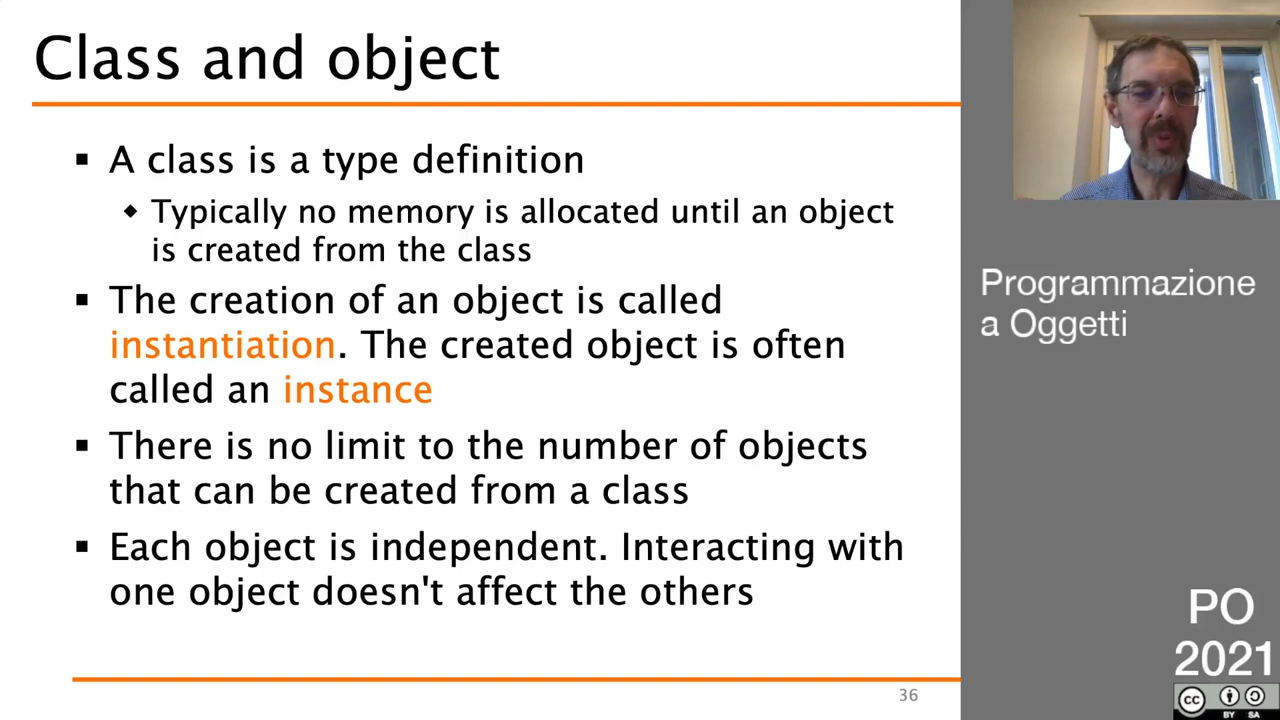 Class and object
▪ A class is a type definition
◆ Typically no memory is allocated until an object
is created from the class
▪ The creation of an object is called
instantiation. The created object is often
called an instance
▪ There is no limit to the number of objects
that can be created from a class
▪ Each object is independent. Interacting with
one object doesn't affect the others
36
Programmazione
a Oggetti
PO
2021
cc
BY SA